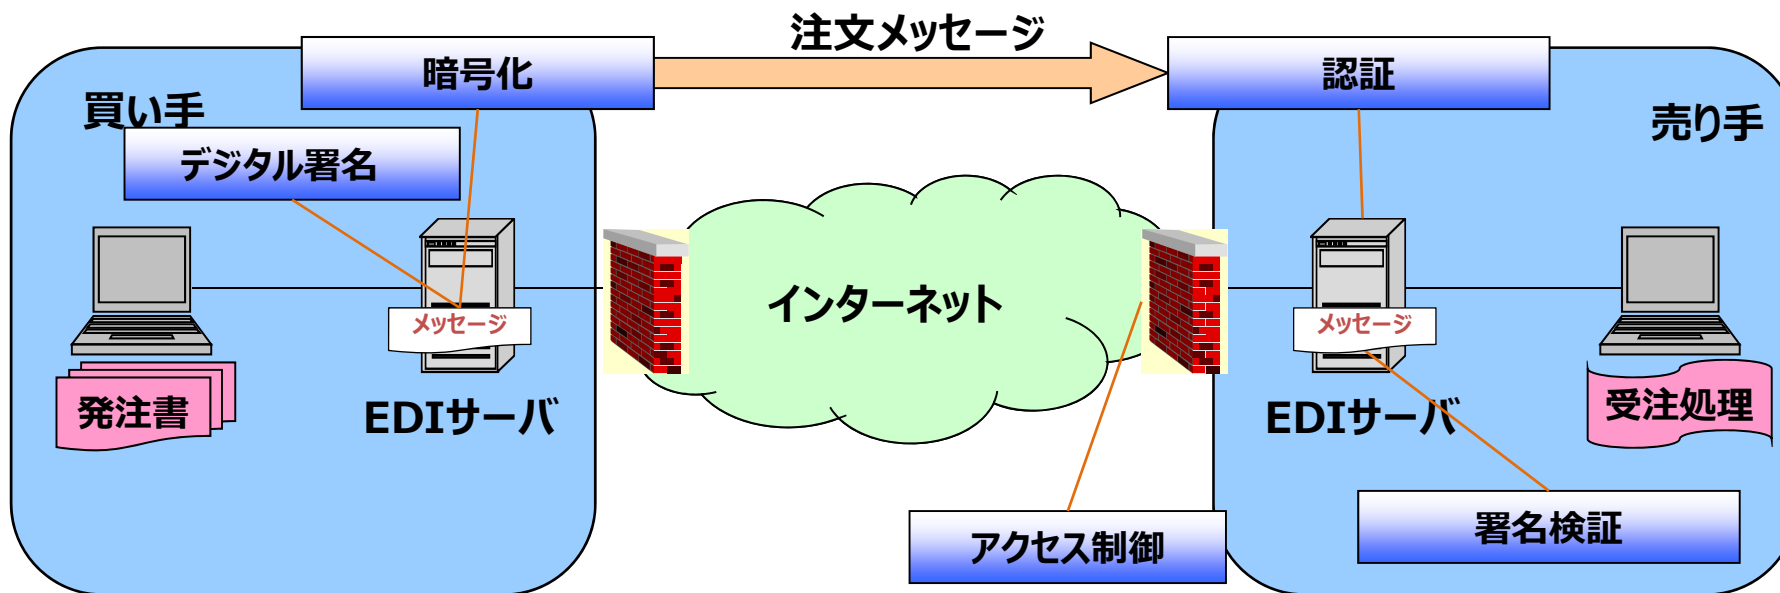 注文メッセージ
暗号化
認証
買い手
売り手
デジタル署名
インターネット
メッセージ
メッセージ
発注書
EDIサーバ
EDIサーバ
受注処理
アクセス制御
署名検証